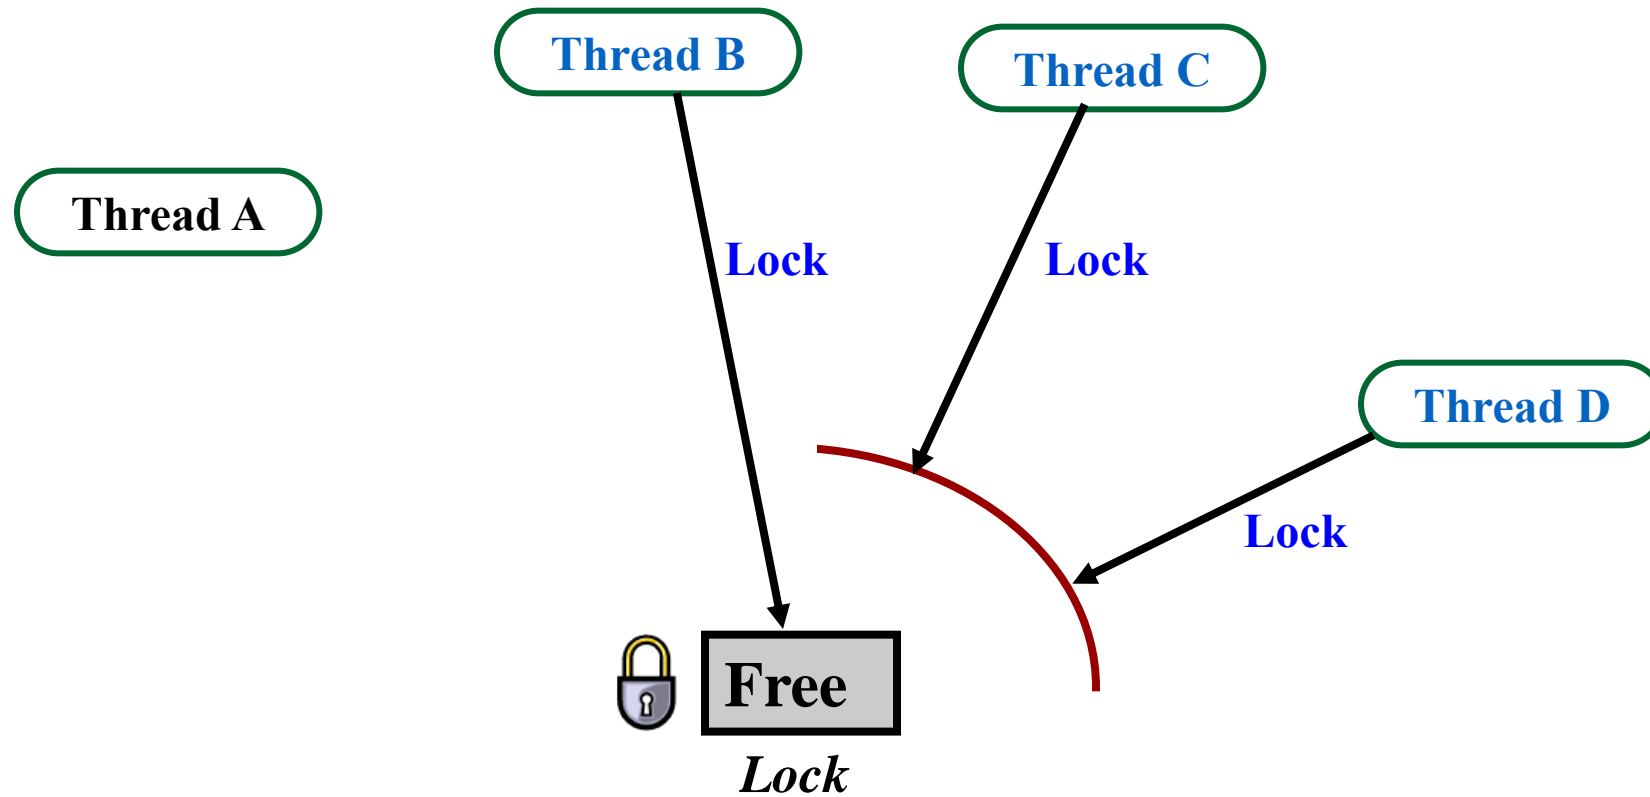 Thread B
Thread C
Thread A
Lock
Lock
Thread D
Lock
Free
Lock